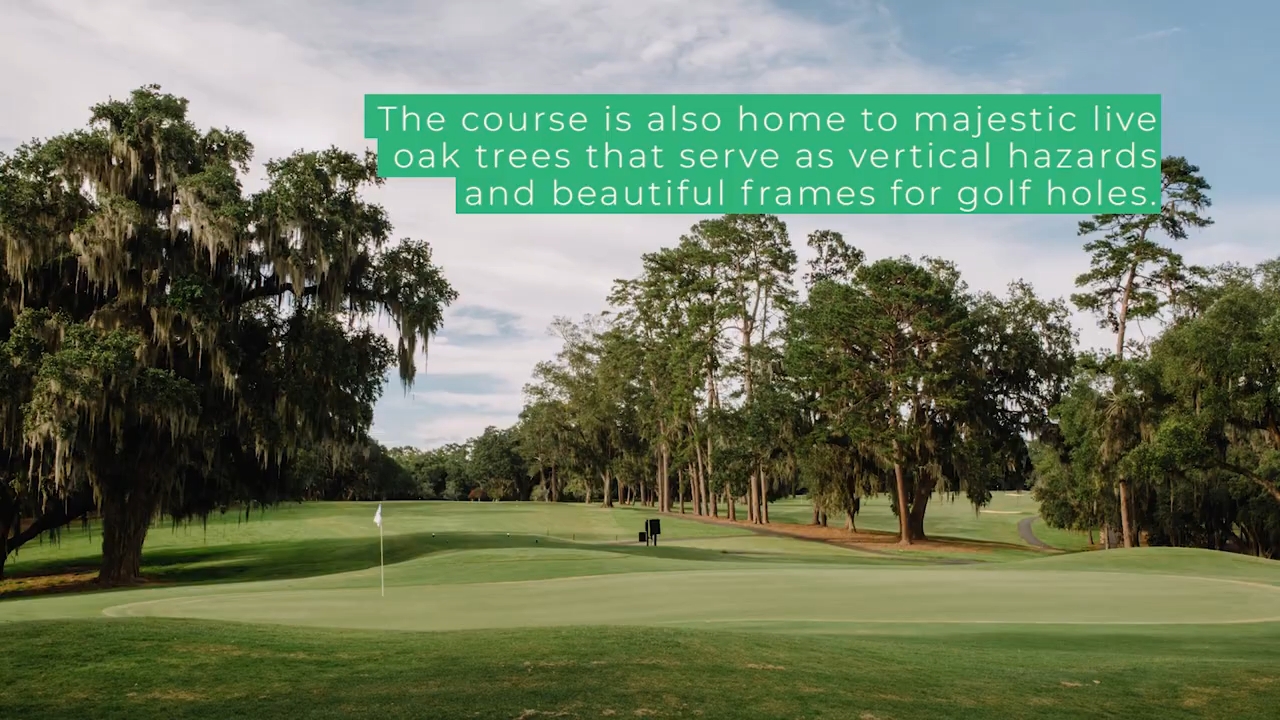 The course is also home to majestic live
oak trees that serve as vertical hazards
and beautiful frames for golf holes.